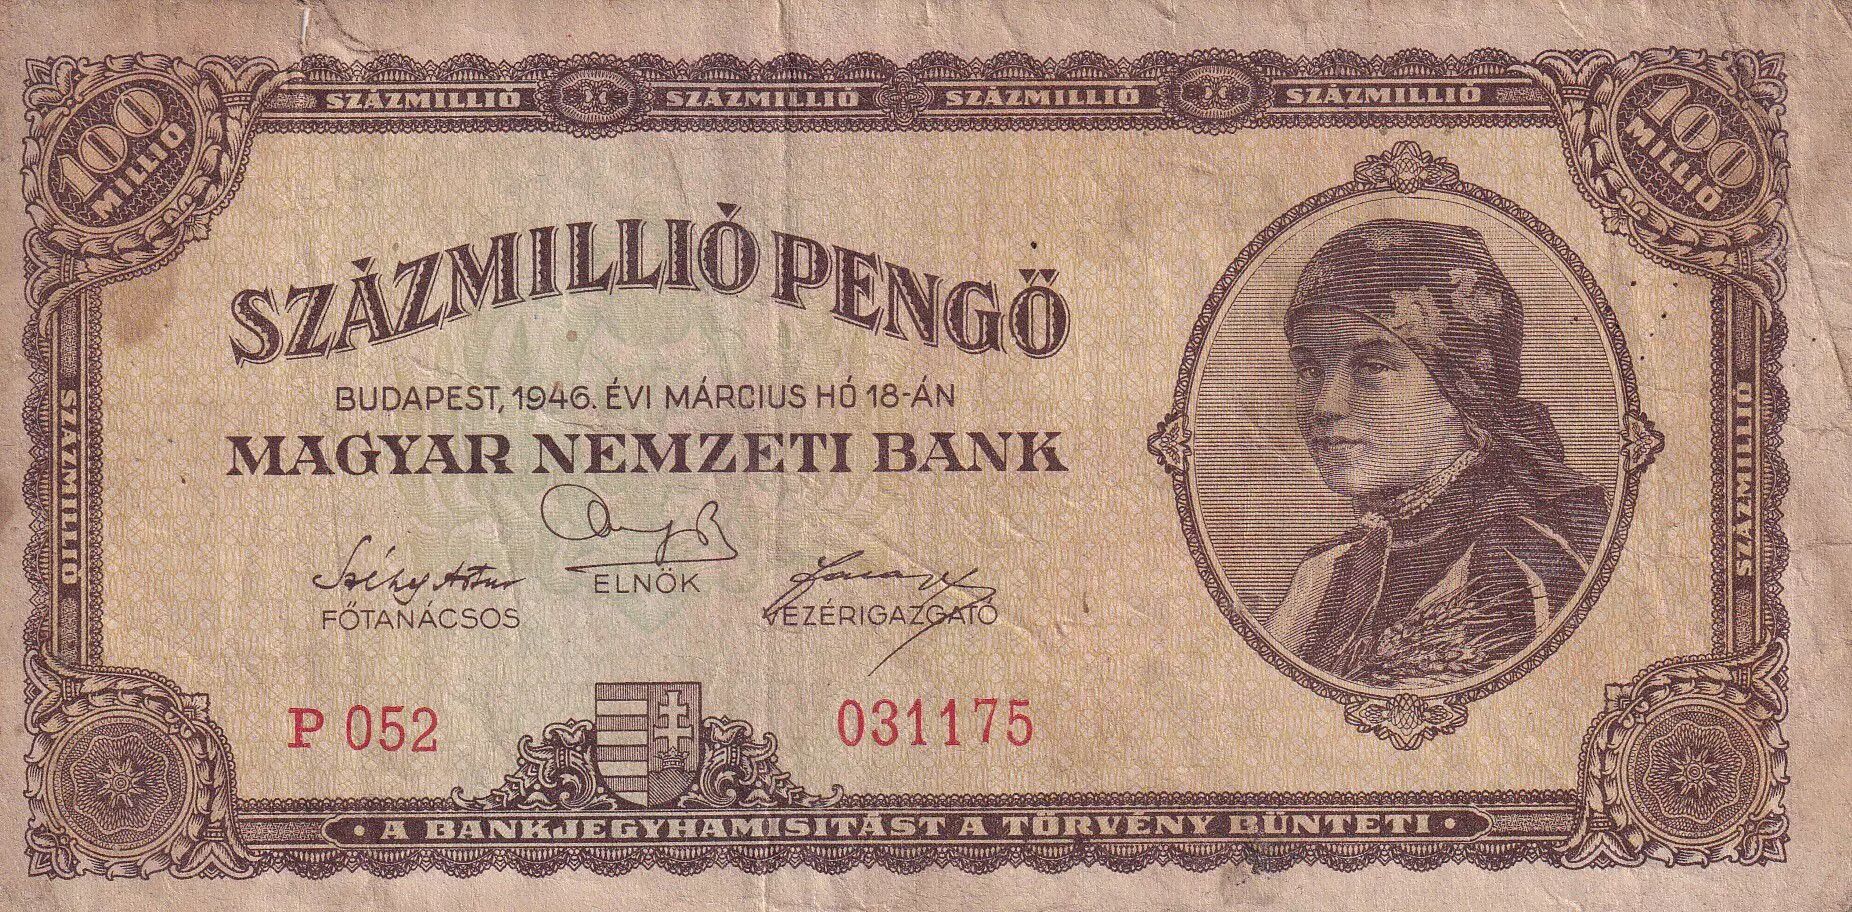 100 MILLIÓ
SZÁZMILLIÓ SZÁZMILLIÓ SZÁZMILLIÓ SZÁZMILLIÓ
100 MILLIÓ
SZÁZMILLIÓ PENGŐ
BUDAPEST, 1946. ÉVI MÁRCIUS HÓ 18-ÁN
MAGYAR NEMZETI BANK
SZÁZMILLIÓ
SZÁZMILLIÓ
ELNÖK
FŐTANÁCSOS
VEZÉRIGAZGATÓ
P 052
031175
• A BANKJEGYHAMISITÁST A TÖRVÉNY BÜNTETI •